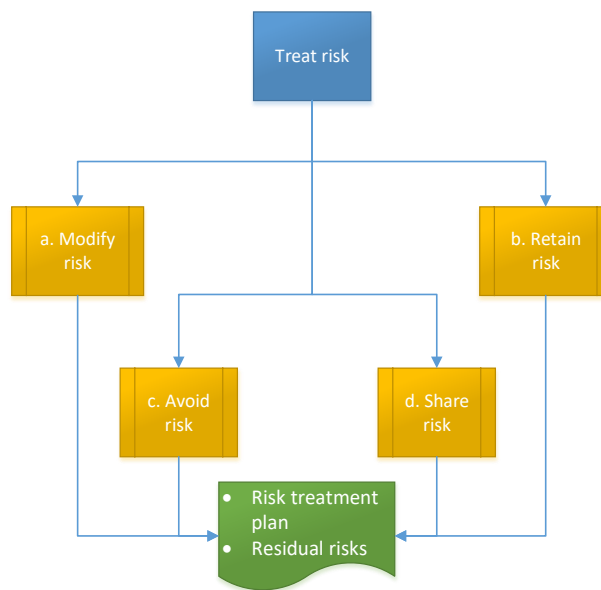 Treat risk
a. Modify
risk
b. Retain
risk
c. Avoid
risk
d. Share
risk
• Risk treatment
plan
• Residual risks